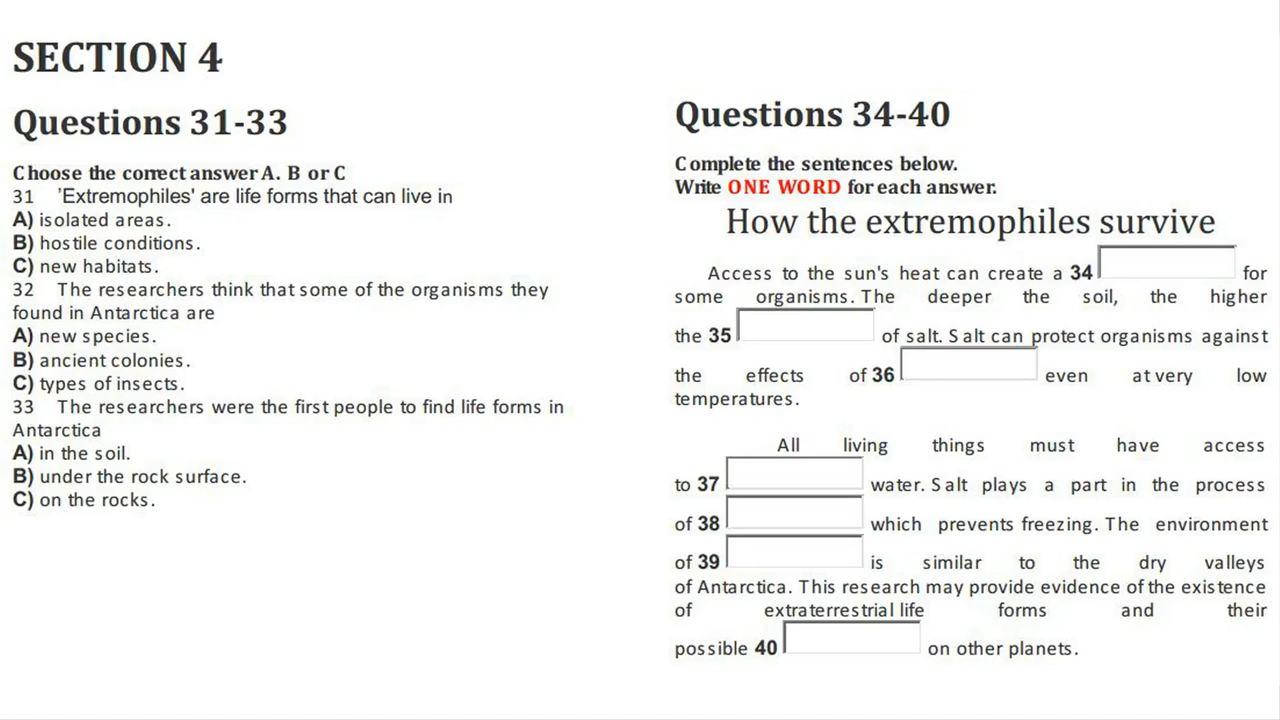 SECTION 4
Questions 31-33
Choose the correct answer A. B or C
31 'Extremophiles' are life forms that can live in
A) isolated areas.
B) hostile conditions.
C) new habitats.
32 The researchers think that some of the organisms they
found in Antarctica are
A) new species.
B) ancient colonies.
C) types of insects.
33 The researchers were the first people to find life forms in
Antarctica
A) in the soil.
B) under the rock surface.
C) on the rocks.
Questions 34-40
Complete the sentences below.
Write ONE WORD for each answer.
How the extremophiles survive
Access to the sun's heat can create a 34 for
some organisms. The deeper the soil, the higher
the 35 of salt. Salt can protect organisms against
the effects of 36 even at very low
temperatures.
All living things must have access
to 37 water. Salt plays a part in the process
of 38 which prevents freezing. The environment
of 39 is similar to the dry valleys
of Antarctica. This research may provide evidence of the existence
of extraterrestrial life forms and their
possible 40 on other planets.